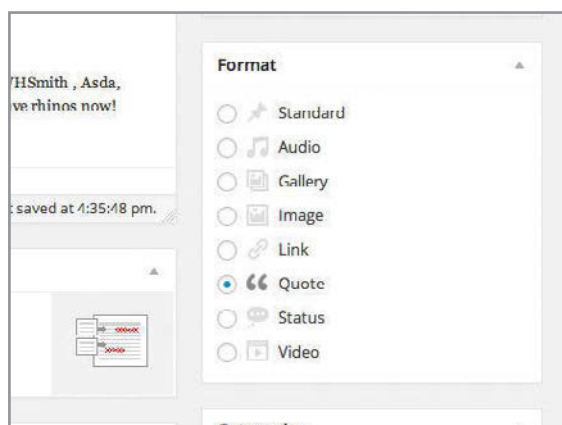 /HSmith , Asda,
ve rhinos now!
saved at 4:35:48 pm.
Format
Standard
Audio
Gallery
Image
Link
Quote
Status
Video